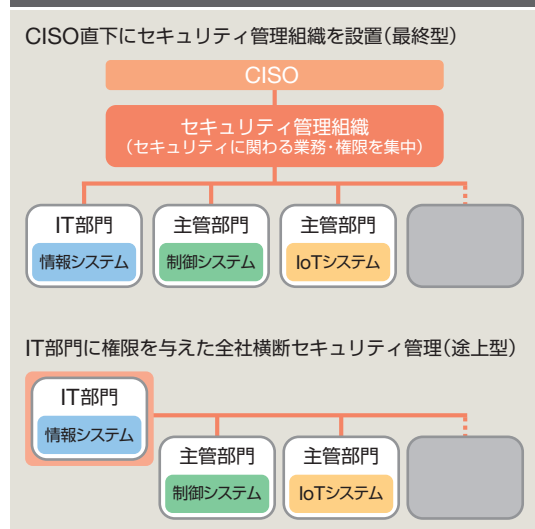 CISO直下にセキュリティ管理組織を設置(最終型)
CISO
セキュリティ管理組織
(セキュリティに関わる業務・権限を集中)
IT部門
情報システム
主管部門
制御システム
主管部門
IoTシステム
IT部門に権限を与えた全社横断セキュリティ管理(途上型)
IT部門
情報システム
主管部門
制御システム
主管部門
IoTシステム